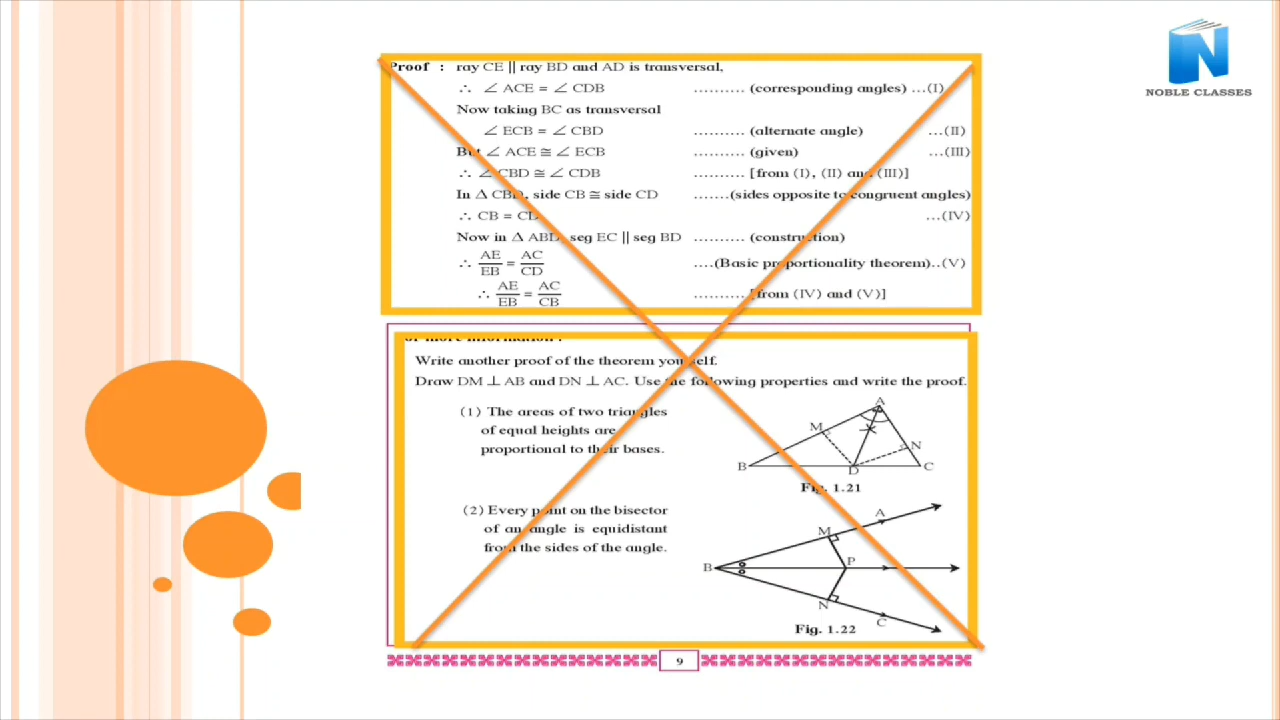 NOBLE CLASSES
Proof : ray CE || ray BD and AD is transversal,
∴ ∠ ACE = ∠ CDB .......... (corresponding angles) ...(I)
Now taking BC as transversal
∠ ECB = ∠ CBD .......... (alternate angle) ...(II)
But ∠ ACE ≅ ∠ ECB .......... (given) ...(III)
∴ ∠ CBD ≅ ∠ CDB .......... [from (I), (II) and (III)]
In Δ CBD, side CB ≅ side CD .......(sides opposite to congruent angles)
∴ CB = CD ...(IV)
Now in Δ ABD, seg EC || seg BD .......... (construction)
∴ AE/EB = AC/CD ....(Basic proportionality theorem)..(V)
∴ AE/EB = AC/CB .......... [from (IV) and (V)]
or more information :
Write another proof of the theorem yourself.
Draw DM ⊥ AB and DN ⊥ AC. Use the following properties and write the proof.
(1) The areas of two triangles
of equal heights are
proportional to their bases.
A
M
N
B
D
C
Fig. 1.21
(2) Every point on the bisector
of an angle is equidistant
from the sides of the angle.
A
M
B
P
N
C
Fig. 1.22
9